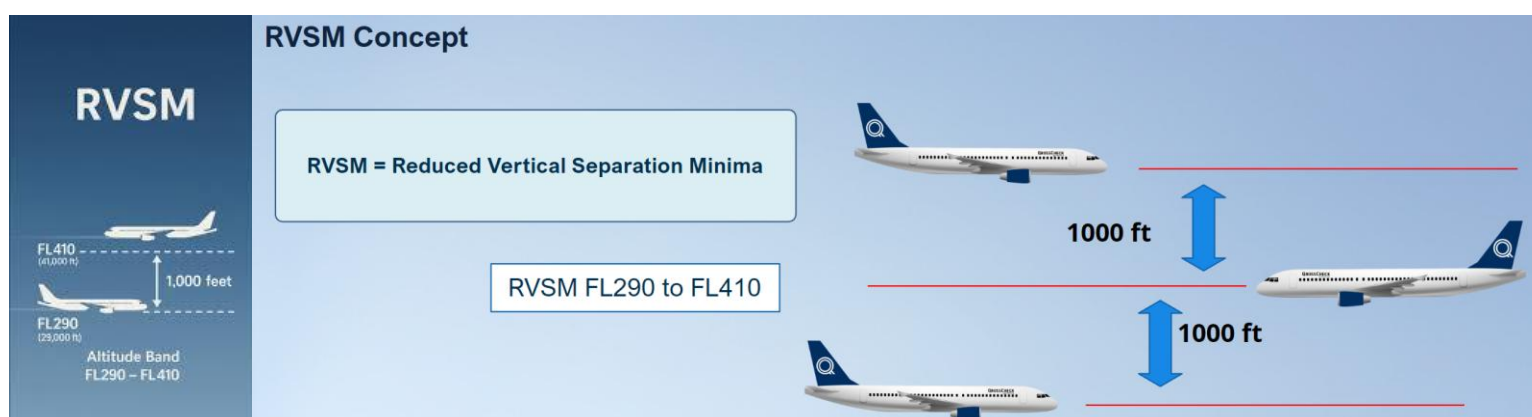 RVSM
FL410
(41,000 ft)
1,000 feet
FL290
(29,000 ft)
Altitude Band
FL290 – FL410
RVSM Concept
RVSM = Reduced Vertical Separation Minima
RVSM FL290 to FL410
1000 ft
1000 ft